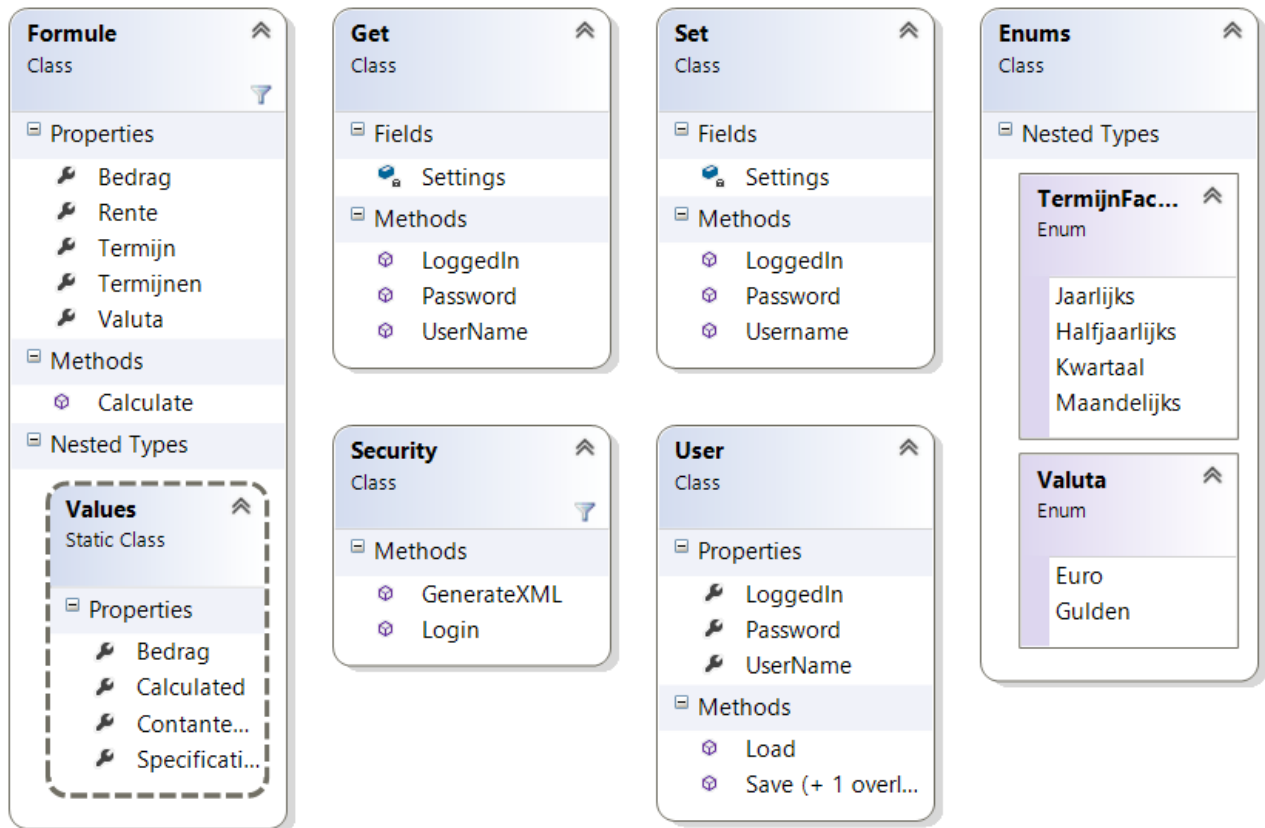 Formule
Class
Properties
Bedrag
Rente
Termijn
Termijnen
Valuta
Methods
Calculate
Nested Types
Values
Static Class
Properties
Bedrag
Calculated
Contante...
Specificati...
Get
Class
Fields
Settings
Methods
LoggedIn
Password
UserName
Set
Class
Fields
Settings
Methods
LoggedIn
Password
Username
Security
Class
Methods
GenerateXML
Login
User
Class
Properties
LoggedIn
Password
UserName
Methods
Load
Save (+ 1 overl...
Enums
Class
Nested Types
TermijnFac...
Enum
Jaarlijks
Halfjaarlijks
Kwartaal
Maandelijks
Valuta
Enum
Euro
Gulden